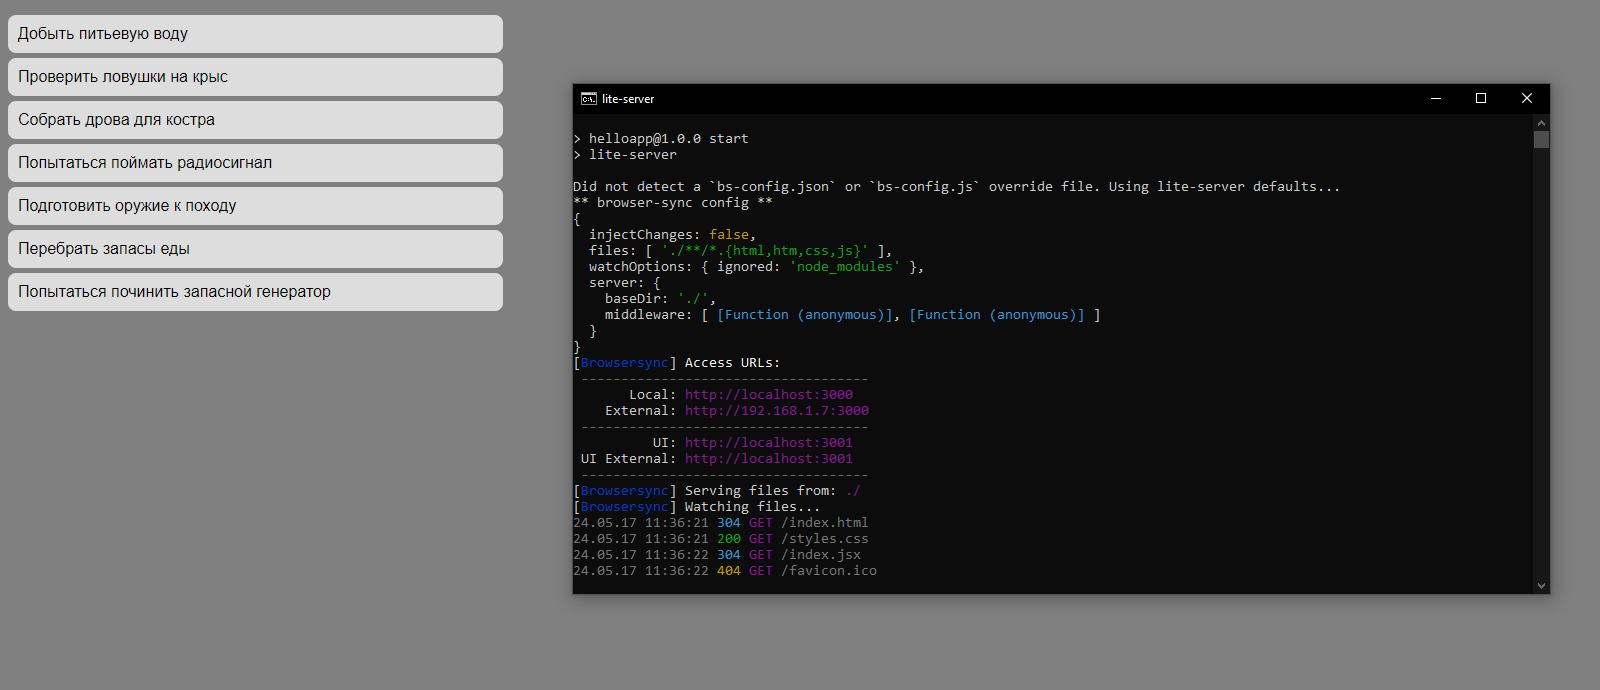 Добыть питьевую воду
Проверить ловушки на крыс
Собрать дрова для костра
Попытаться поймать радиосигнал
Подготовить оружие к походу
Перебрать запасы еды
Попытаться починить запасной генератор
lite-server
> helloapp@1.0.0 start
> lite-server
Did not detect a `bs-config.json` or `bs-config.js` override file. Using lite-server defaults...
** browser-sync config **
{
  injectChanges: false,
  files: [ './**/*.{html,htm,css,js}' ],
  watchOptions: { ignored: 'node_modules' },
  server: {
    baseDir: './',
    middleware: [ [Function (anonymous)], [Function (anonymous)] ]
  }
}
[Browsersync] Access URLs:
 ------------------------------------
       Local: http://localhost:3000
    External: http://192.168.1.7:3000
 ------------------------------------
          UI: http://localhost:3001
 UI External: http://localhost:3001
 ------------------------------------
[Browsersync] Serving files from: ./
[Browsersync] Watching files...
24.05.17 11:36:21 304 GET /index.html
24.05.17 11:36:21 200 GET /styles.css
24.05.17 11:36:22 304 GET /index.jsx
24.05.17 11:36:22 404 GET /favicon.ico